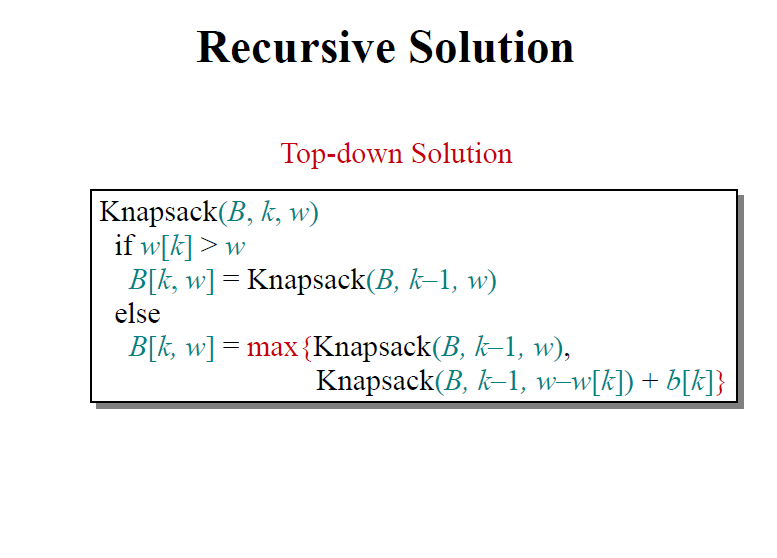 Recursive Solution
Top-down Solution
Knapsack(B, k, w)
if w[k] > w
B[k, w] = Knapsack(B, k–1, w)
else
B[k, w] = max{Knapsack(B, k–1, w),
Knapsack(B, k–1, w–w[k]) + b[k]}